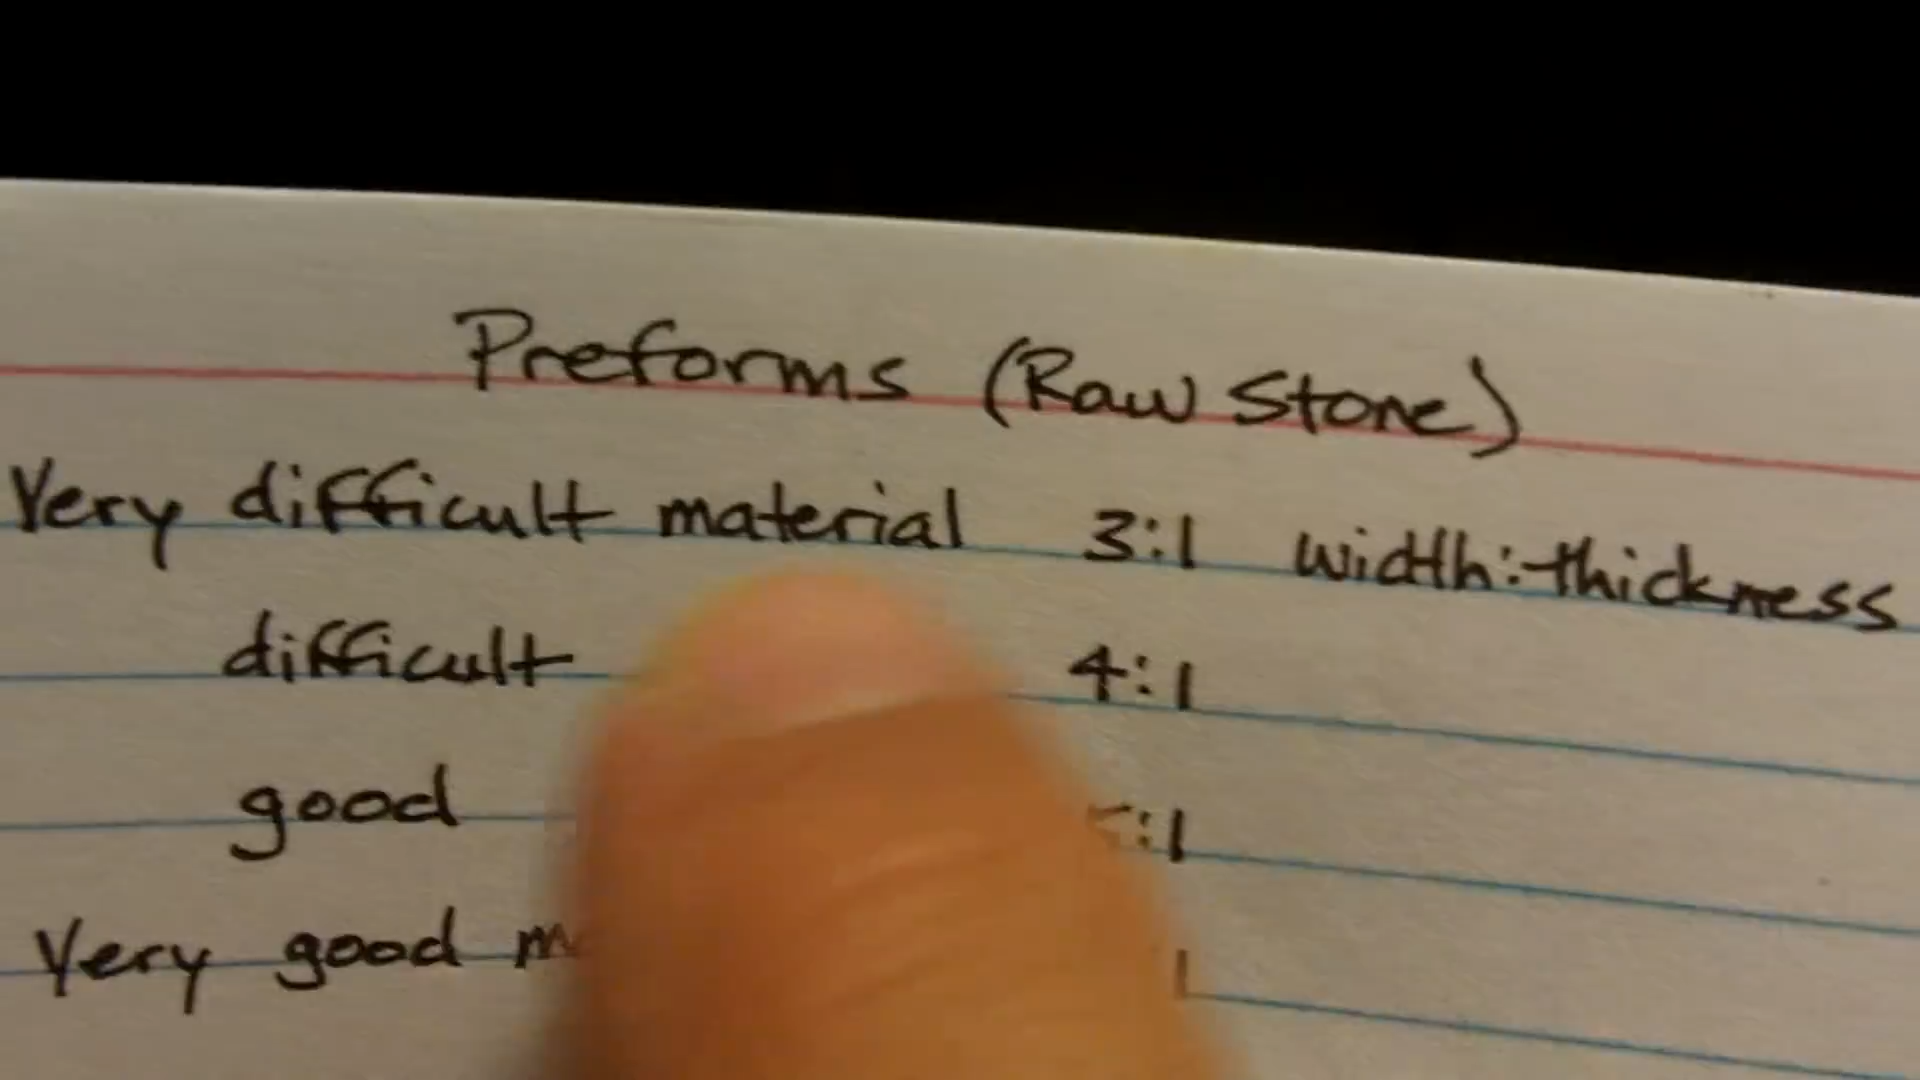 Preforms (Raw Stone)
Very difficult material 3:1 width:thickness
difficult 4:1
good
Very good